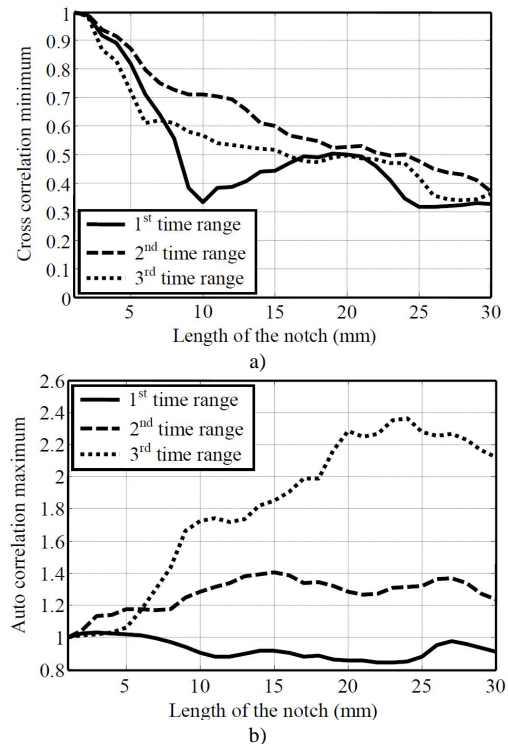 1
0.9
0.8
0.7
0.6
0.5
0.4
0.3
0.2
0.1
0
Cross correlation minimum
1st time range
2nd time range
3rd time range
5 10 15 20 25 30
Length of the notch (mm)
a)
2.6
2.4
2.2
2
1.8
1.6
1.4
1.2
1
0.8
Auto correlation maximum
1st time range
2nd time range
3rd time range
5 10 15 20 25 30
Length of the notch (mm)
b)